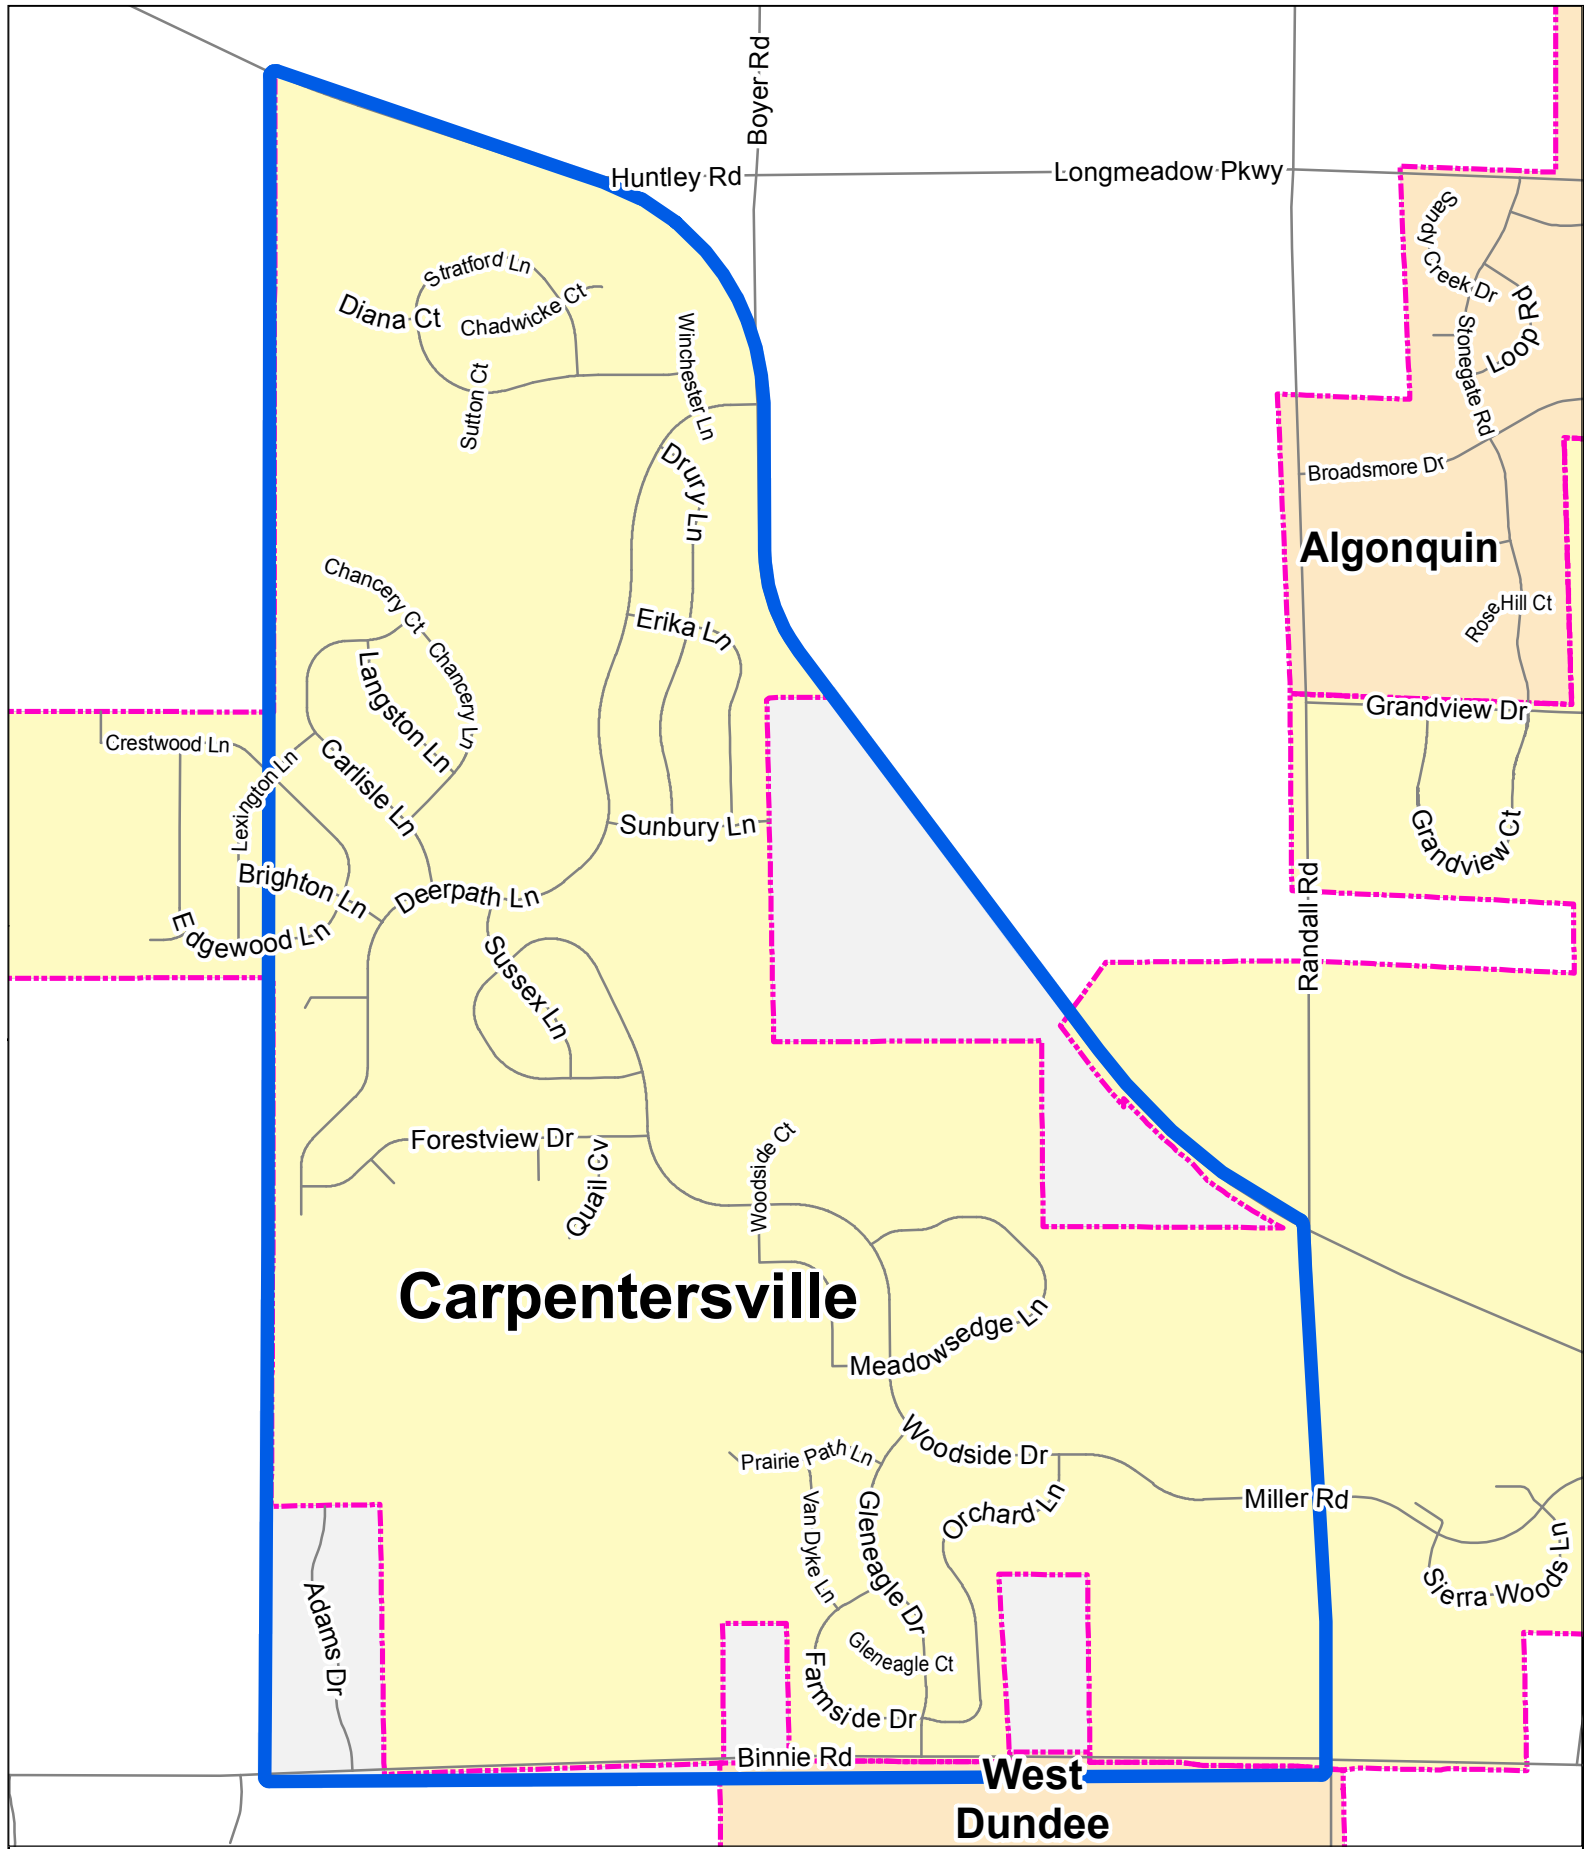 Boyer Rd
Huntley Rd
Longmeadow Pkwy
Sandy Creek Dr
Stratford Ln
Diana Ct
Chadwicke Ct
Loop Rd
Stonegate Rd
Winchester Ln
Sutton Ct
Drury Ln
Broadsmore Dr
Algonquin
Chancery Ct
Erika Ln
Rose Hill Ct
Chancery Ln
Langston Ln
Grandview Dr
Crestwood Ln
Lexington Ln
Carlisle Ln
Sunbury Ln
Grandview Ct
Brighton Ln
Deerpath Ln
Randall Rd
Edgewood Ln
Sussex Ln
Forestview Dr
Quail Cv
Woodside Ct
Carpentersville
Meadowsedge Ln
Woodside Dr
Prairie Path Ln
Miller Rd
Van Dyke Ln
Gleneagle Dr
Orchard Ln
Sierra Woods Ln
Adams Dr
Gleneagle Ct
Farmside Dr
Binnie Rd
West
Dundee